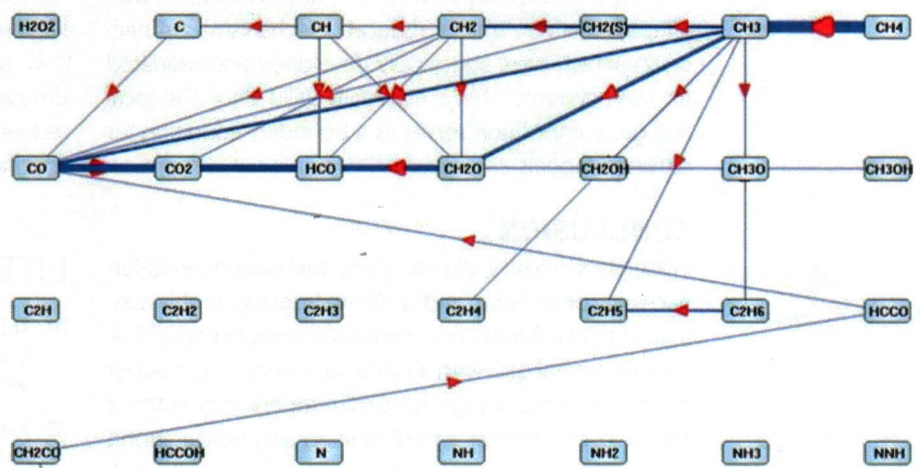 H2O2 C CH CH2 CH2(S) CH3 CH4
CO CO2 HCO CH2O CH2OH CH3O CH3OH
C2H C2H2 C2H3 C2H4 C2H5 C2H6 HCCO
CH2CO HCCOH N NH NH2 NH3 NNH